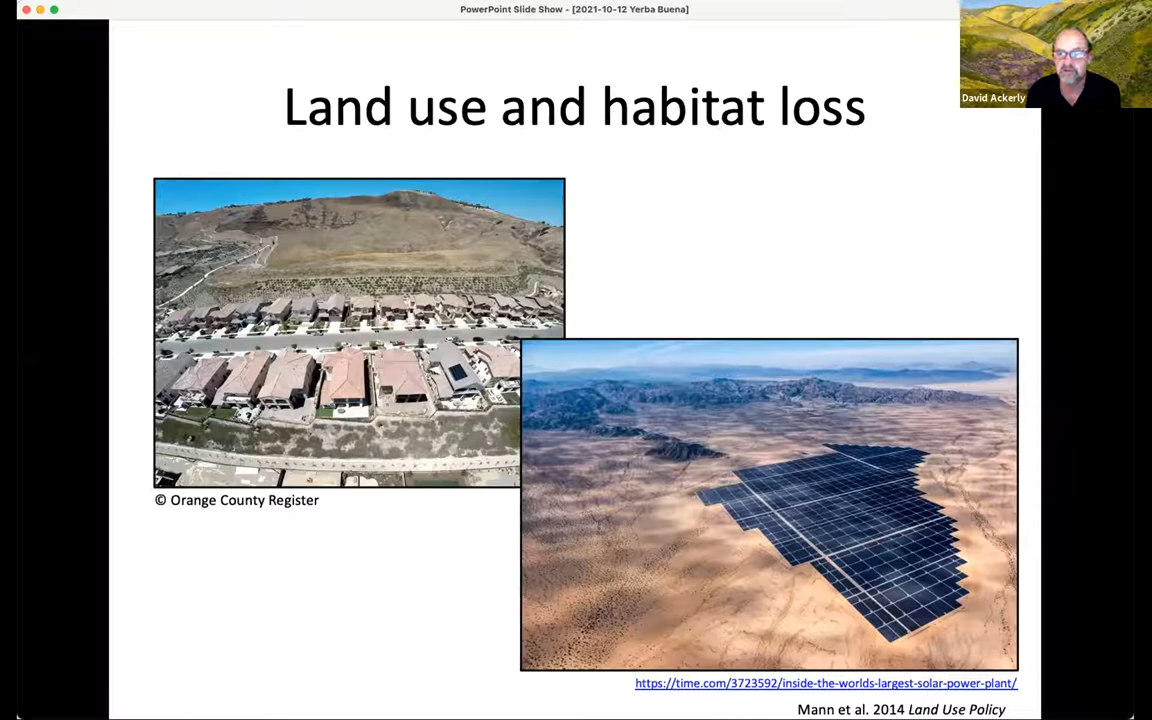 PowerPoint Slide Show - [2021-10-12 Yerba Buena]
David Ackerly
Land use and habitat loss
© Orange County Register
https://time.com/3723592/inside-the-worlds-largest-solar-power-plant/
Mann et al. 2014 Land Use Policy